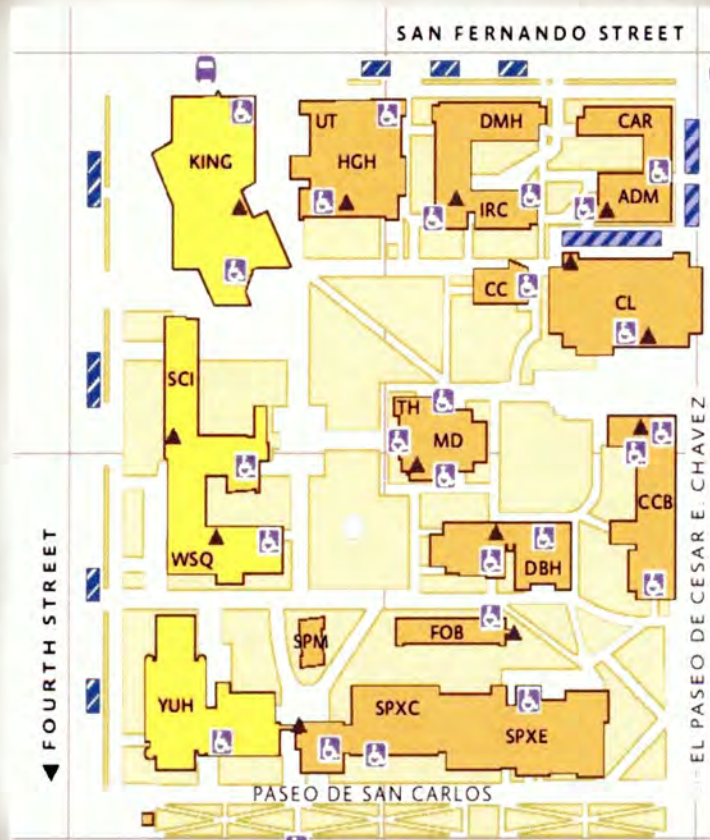 SAN FERNANDO STREET
KING
UT
HGH
DMH
IRC
CAR
ADM
CC
CL
SCI
TH
MD
CCB
WSQ
DBH
SPM
FOB
YUH
SPXC
SPXE
PASEO DE SAN CARLOS
FOURTH STREET
EL PASEO DE CESAR E. CHAVEZ